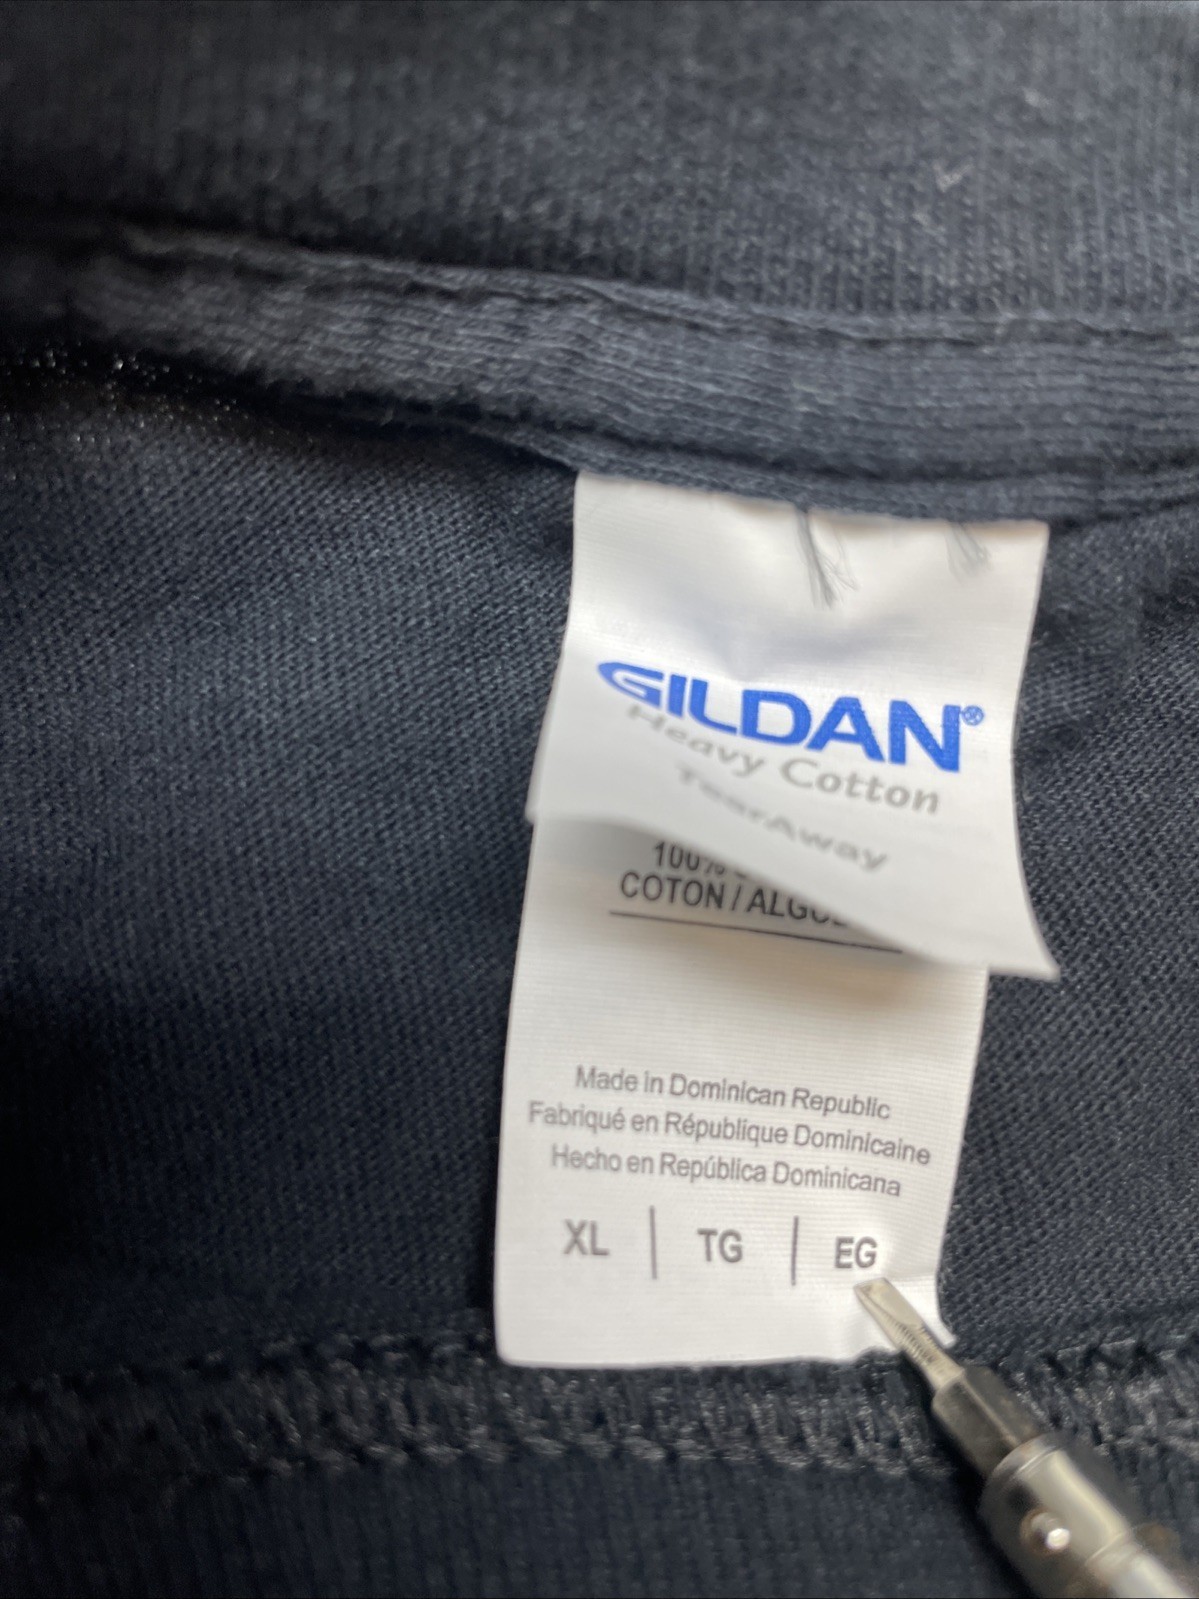 GILDAN®
Heavy Cotton
TearAway
100%
COTON /
Made in Dominican Republic
Fabriqué en République Dominicaine
Hecho en República Dominicana
XL | TG | EG